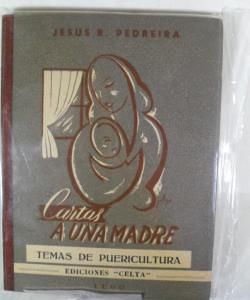 JESUS R. PEDREIRA
Cartas
A UNA MADRE
TEMAS DE PUERICULTURA
EDICIONES "CELTA"
LUGO